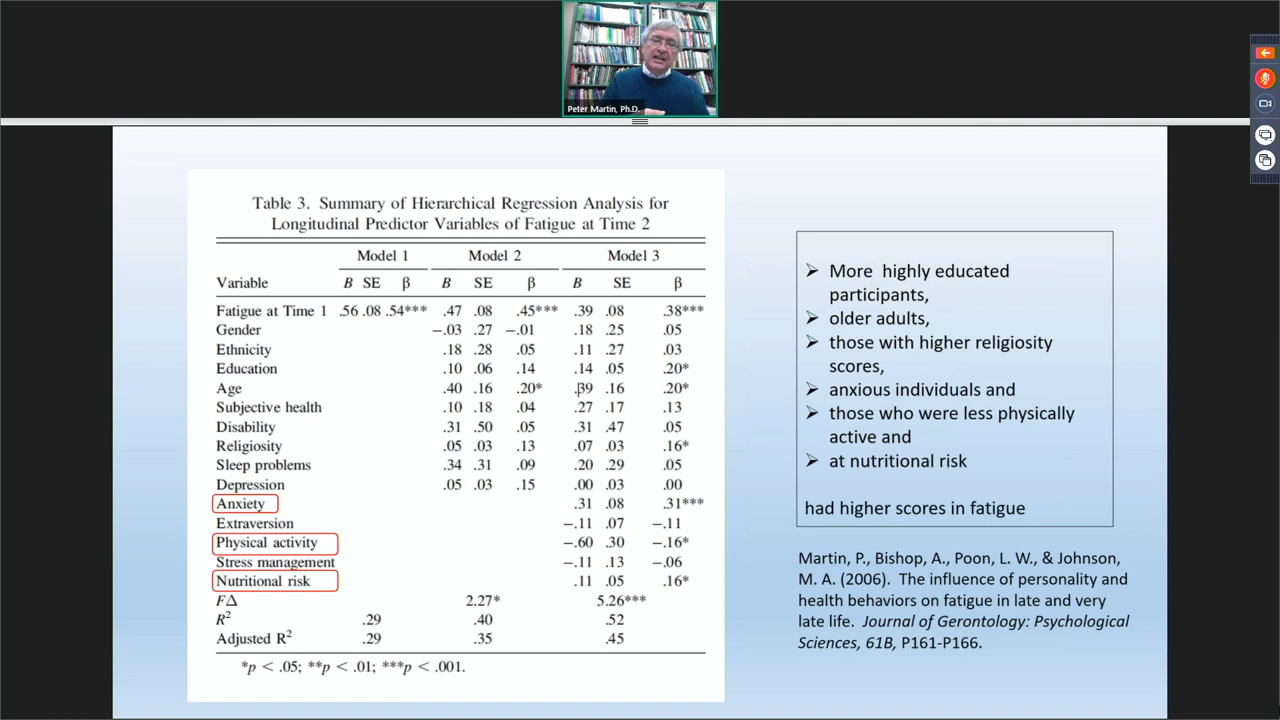 Peter Martin, Ph.D.
Table 3. Summary of Hierarchical Regression Analysis for
Longitudinal Predictor Variables of Fatigue at Time 2
Model 1 Model 2 Model 3
Variable B SE β B SE β B SE β
Fatigue at Time 1 .56 .08 .54*** .47 .08 .45*** .39 .08 .38***
Gender −.03 .27 −.01 .18 .25 .05
Ethnicity .18 .28 .05 .11 .27 .03
Education .10 .06 .14 .14 .05 .20*
Age .40 .16 .20* .39 .16 .20*
Subjective health .10 .18 .04 .27 .17 .13
Disability .31 .50 .05 .31 .47 .05
Religiosity .05 .03 .13 .07 .03 .16*
Sleep problems .34 .31 .09 .20 .29 .05
Depression .05 .03 .15 .00 .03 .00
Anxiety .31 .08 .31***
Extraversion −.11 .07 −.11
Physical activity −.60 .30 −.16*
Stress management −.11 .13 −.06
Nutritional risk .11 .05 .16*
FΔ 2.27* 5.26***
R² .29 .40 .52
Adjusted R² .29 .35 .45
*p < .05; **p < .01; ***p < .001.
➢ More highly educated
participants,
➢ older adults,
➢ those with higher religiosity
scores,
➢ anxious individuals and
➢ those who were less physically
active and
➢ at nutritional risk
had higher scores in fatigue
Martin, P., Bishop, A., Poon, L. W., & Johnson,
M. A. (2006). The influence of personality and
health behaviors on fatigue in late and very
late life. Journal of Gerontology: Psychological
Sciences, 61B, P161-P166.